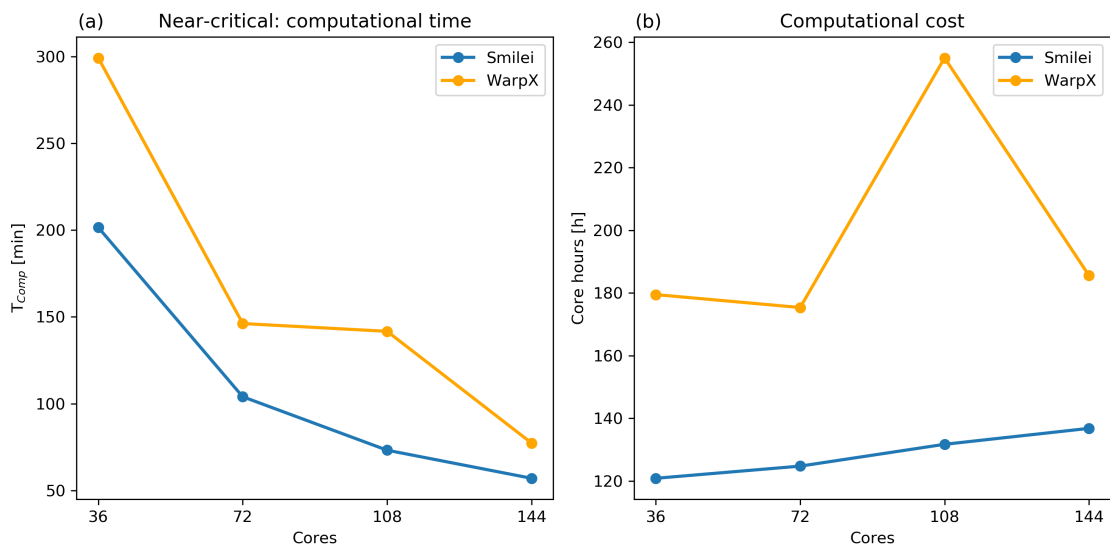 (a) Near-critical: computational time
300
250
200
150
100
50
T_Comp [min]
36 72 108 144
Cores
Smilei
WarpX
(b) Computational cost
260
240
220
200
180
160
140
120
Core hours [h]
36 72 108 144
Cores
Smilei
WarpX